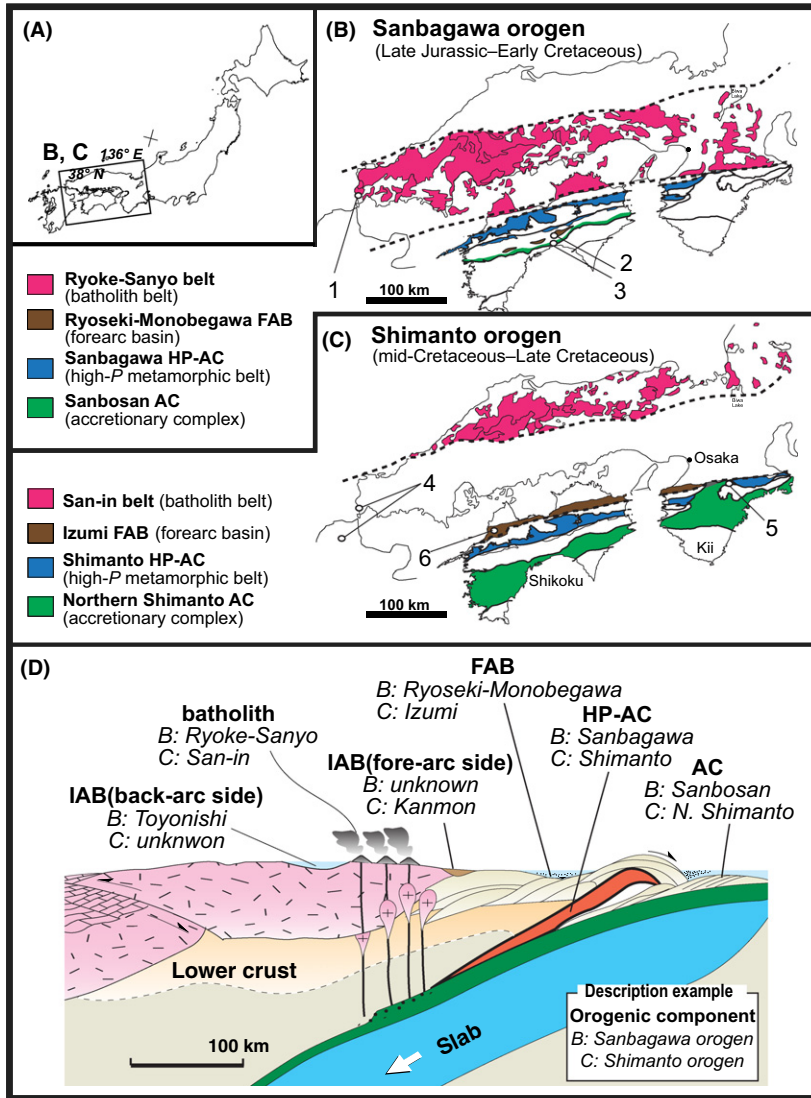 (A)
B, C
136° E
38° N
(B) Sanbagawa orogen
(Late Jurassic–Early Cretaceous)
Biwa
Lake
1
2
3
100 km
Ryoke-Sanyo belt
(batholith belt)
Ryoseki-Monobegawa FAB
(forearc basin)
Sanbagawa HP-AC
(high-P metamorphic belt)
Sanbosan AC
(accretionary complex)
(C) Shimanto orogen
(mid-Cretaceous–Late Cretaceous)
Biwa
Lake
Osaka
4
5
6
Kii
Shikoku
100 km
San-in belt (batholith belt)
Izumi FAB (forearc basin)
Shimanto HP-AC
(high-P metamorphic belt)
Northern Shimanto AC
(accretionary complex)
(D)
FAB
B: Ryoseki-Monobegawa
C: Izumi
batholith
B: Ryoke-Sanyo
C: San-in
HP-AC
B: Sanbagawa
C: Shimanto
IAB(fore-arc side)
B: unknown
C: Kanmon
AC
B: Sanbosan
C: N. Shimanto
IAB(back-arc side)
B: Toyonishi
C: unknwon
Lower crust
100 km
Slab
Description example
Orogenic component
B: Sanbagawa orogen
C: Shimanto orogen